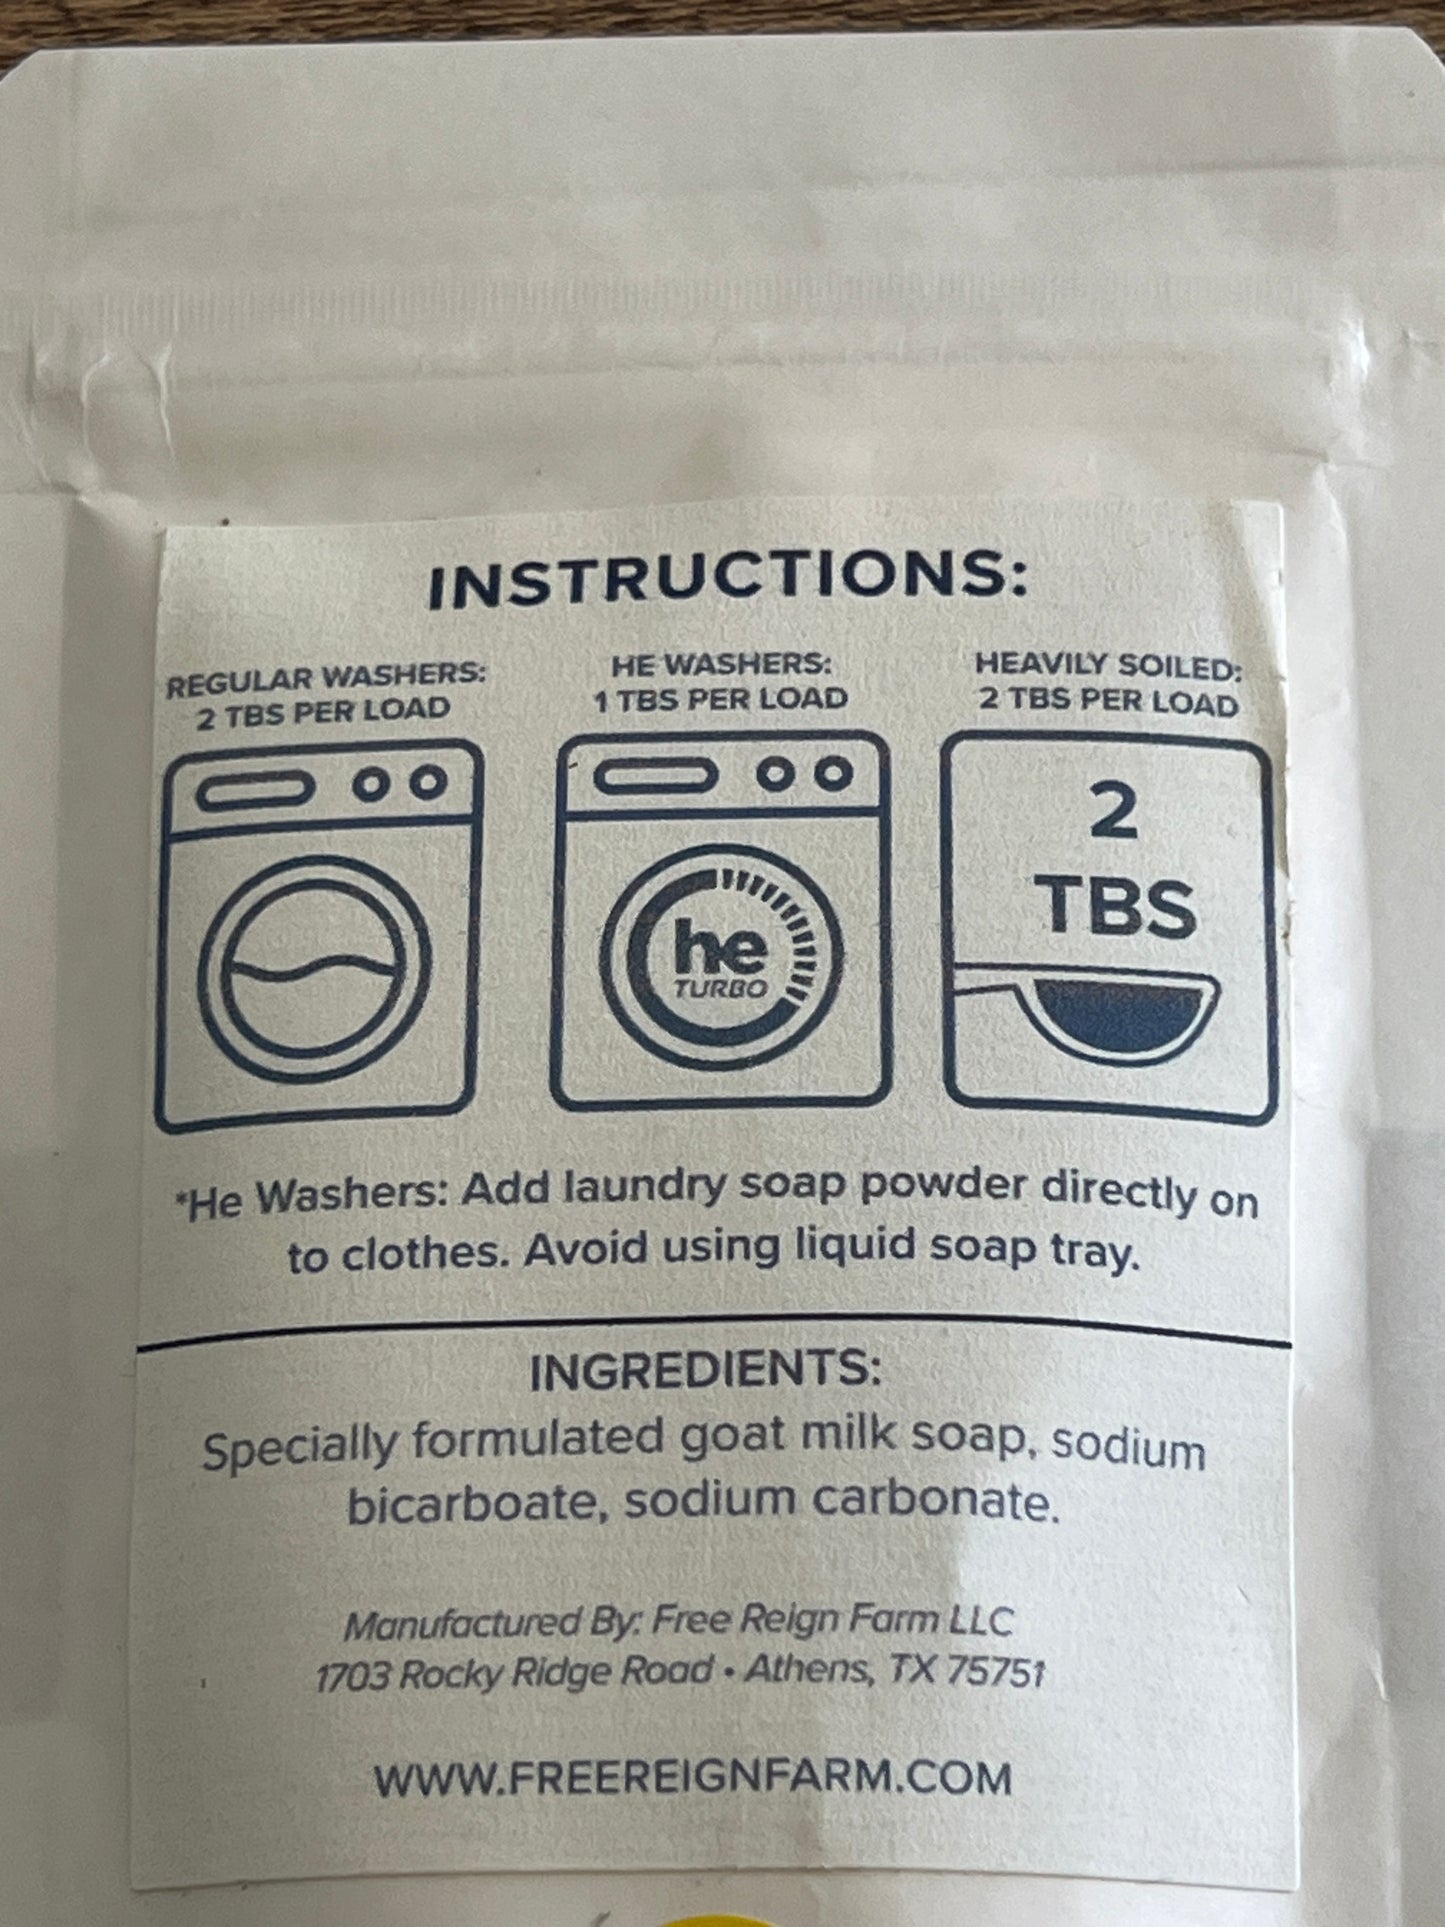 INSTRUCTIONS:
REGULAR WASHERS:
2 TBS PER LOAD
HE WASHERS:
1 TBS PER LOAD
HEAVILY SOILED:
2 TBS PER LOAD
he
TURBO
2
TBS
*He Washers: Add laundry soap powder directly on
to clothes. Avoid using liquid soap tray.
INGREDIENTS:
Specially formulated goat milk soap, sodium
bicarboate, sodium carbonate.
Manufactured By: Free Reign Farm LLC
1703 Rocky Ridge Road • Athens, TX 75751
WWW.FREEREIGNFARM.COM